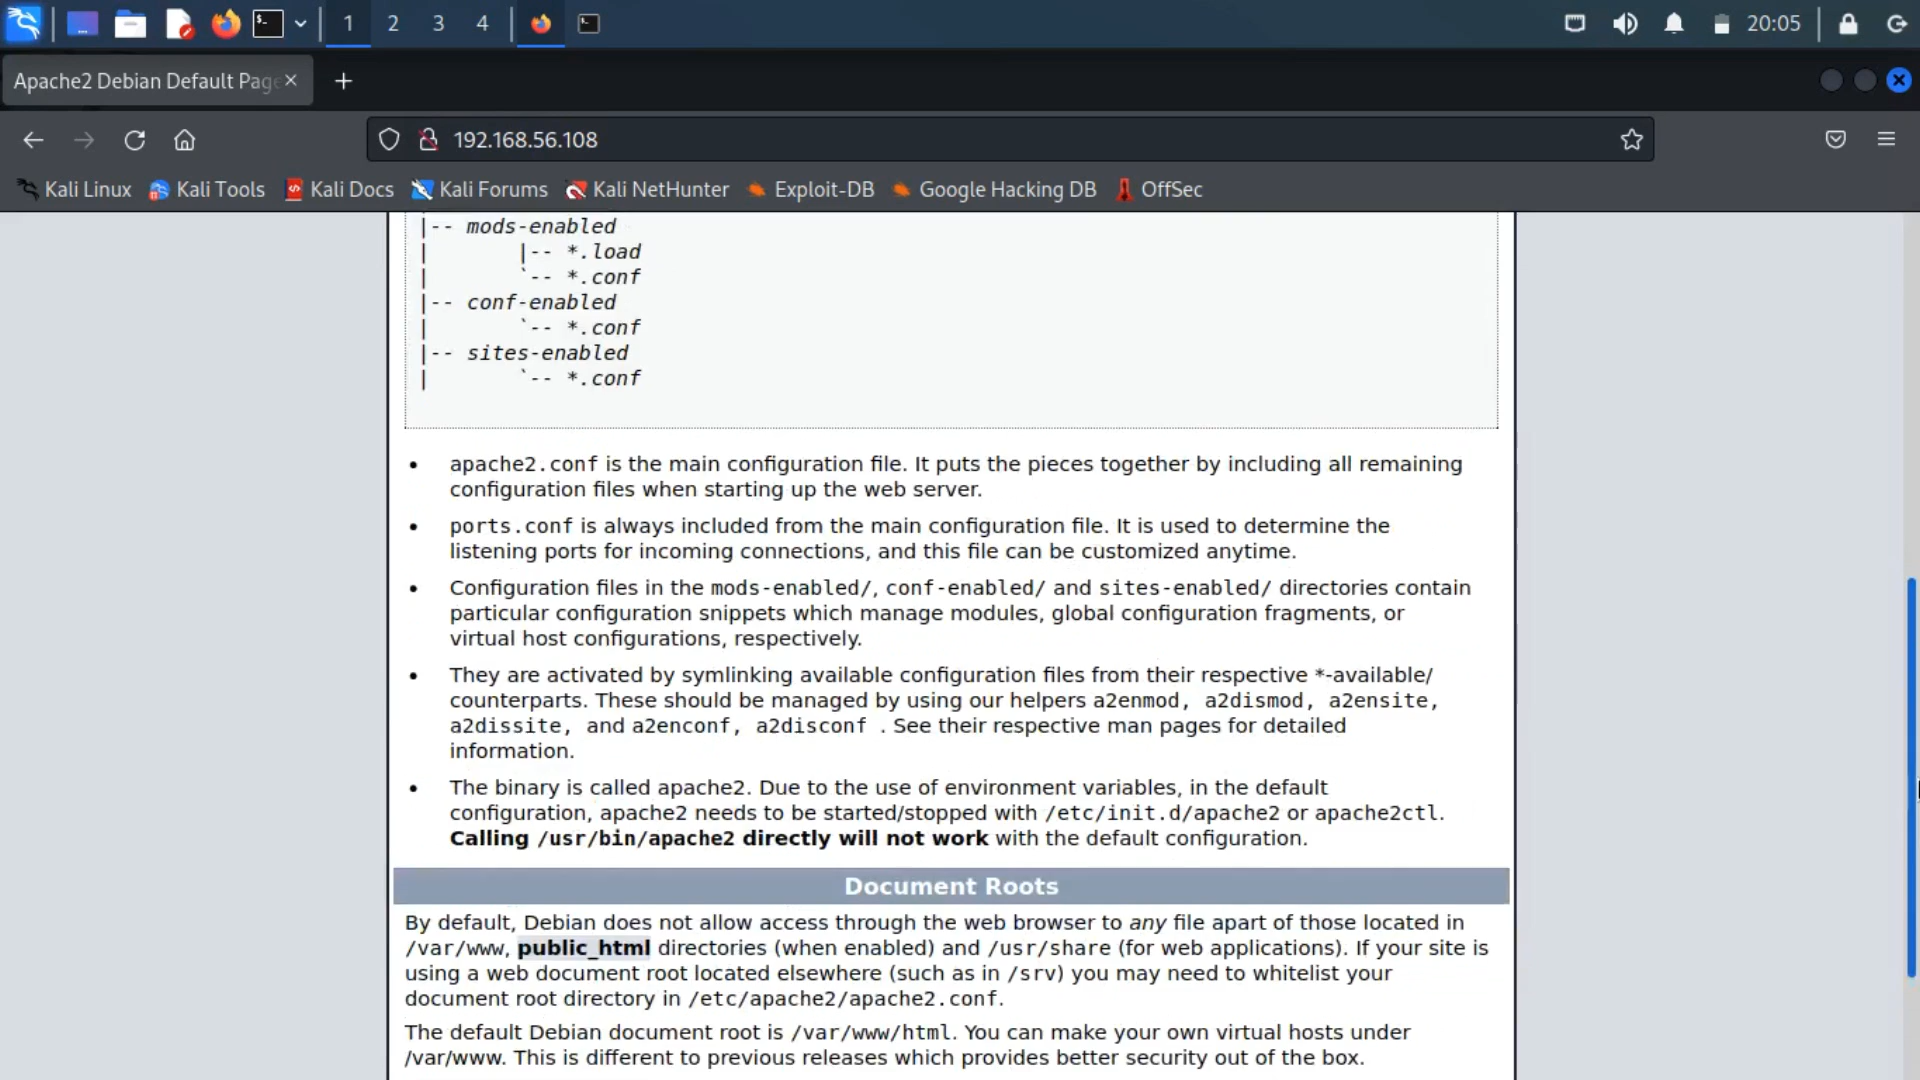 1 2 3 4 20:05
Apache2 Debian Default Pag
192.168.56.108
Kali Linux Kali Tools Kali Docs Kali Forums Kali NetHunter Exploit-DB Google Hacking DB OffSec
|-- mods-enabled
|       |-- *.load
|       `-- *.conf
|-- conf-enabled
|       `-- *.conf
|-- sites-enabled
|       `-- *.conf
• apache2.conf is the main configuration file. It puts the pieces together by including all remaining
configuration files when starting up the web server.
• ports.conf is always included from the main configuration file. It is used to determine the
listening ports for incoming connections, and this file can be customized anytime.
• Configuration files in the mods-enabled/, conf-enabled/ and sites-enabled/ directories contain
particular configuration snippets which manage modules, global configuration fragments, or
virtual host configurations, respectively.
• They are activated by symlinking available configuration files from their respective *-available/
counterparts. These should be managed by using our helpers a2enmod, a2dismod, a2ensite,
a2dissite, and a2enconf, a2disconf . See their respective man pages for detailed
information.
• The binary is called apache2. Due to the use of environment variables, in the default
configuration, apache2 needs to be started/stopped with /etc/init.d/apache2 or apache2ctl.
Calling /usr/bin/apache2 directly will not work with the default configuration.
Document Roots
By default, Debian does not allow access through the web browser to any file apart of those located in
/var/www, public_html directories (when enabled) and /usr/share (for web applications). If your site is
using a web document root located elsewhere (such as in /srv) you may need to whitelist your
document root directory in /etc/apache2/apache2.conf.
The default Debian document root is /var/www/html. You can make your own virtual hosts under
/var/www. This is different to previous releases which provides better security out of the box.